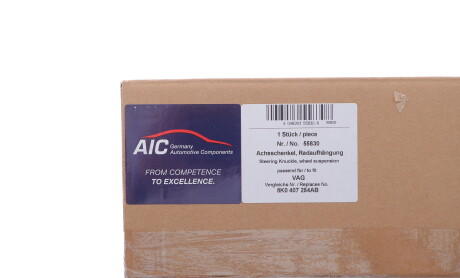 AIC
Germany
Automotive Components
FROM COMPETENCE
TO EXCELLENCE.
1 Stück / piece
Nr. / No. 55830
Achsschenkel, Radaufhängung
Steering Knuckle, wheel suspension
passend für / to fit
VAG
Vergleichs Nr. / Replaces No.
8K0 407 284AB